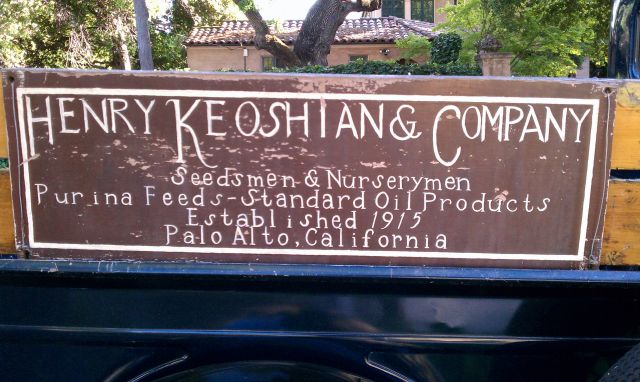 HENRY KEOSHIAN & COMPANY
Seedsmen & Nurserymen
Purina Feeds-Standard Oil Products
Established 1915
Palo Alto, California